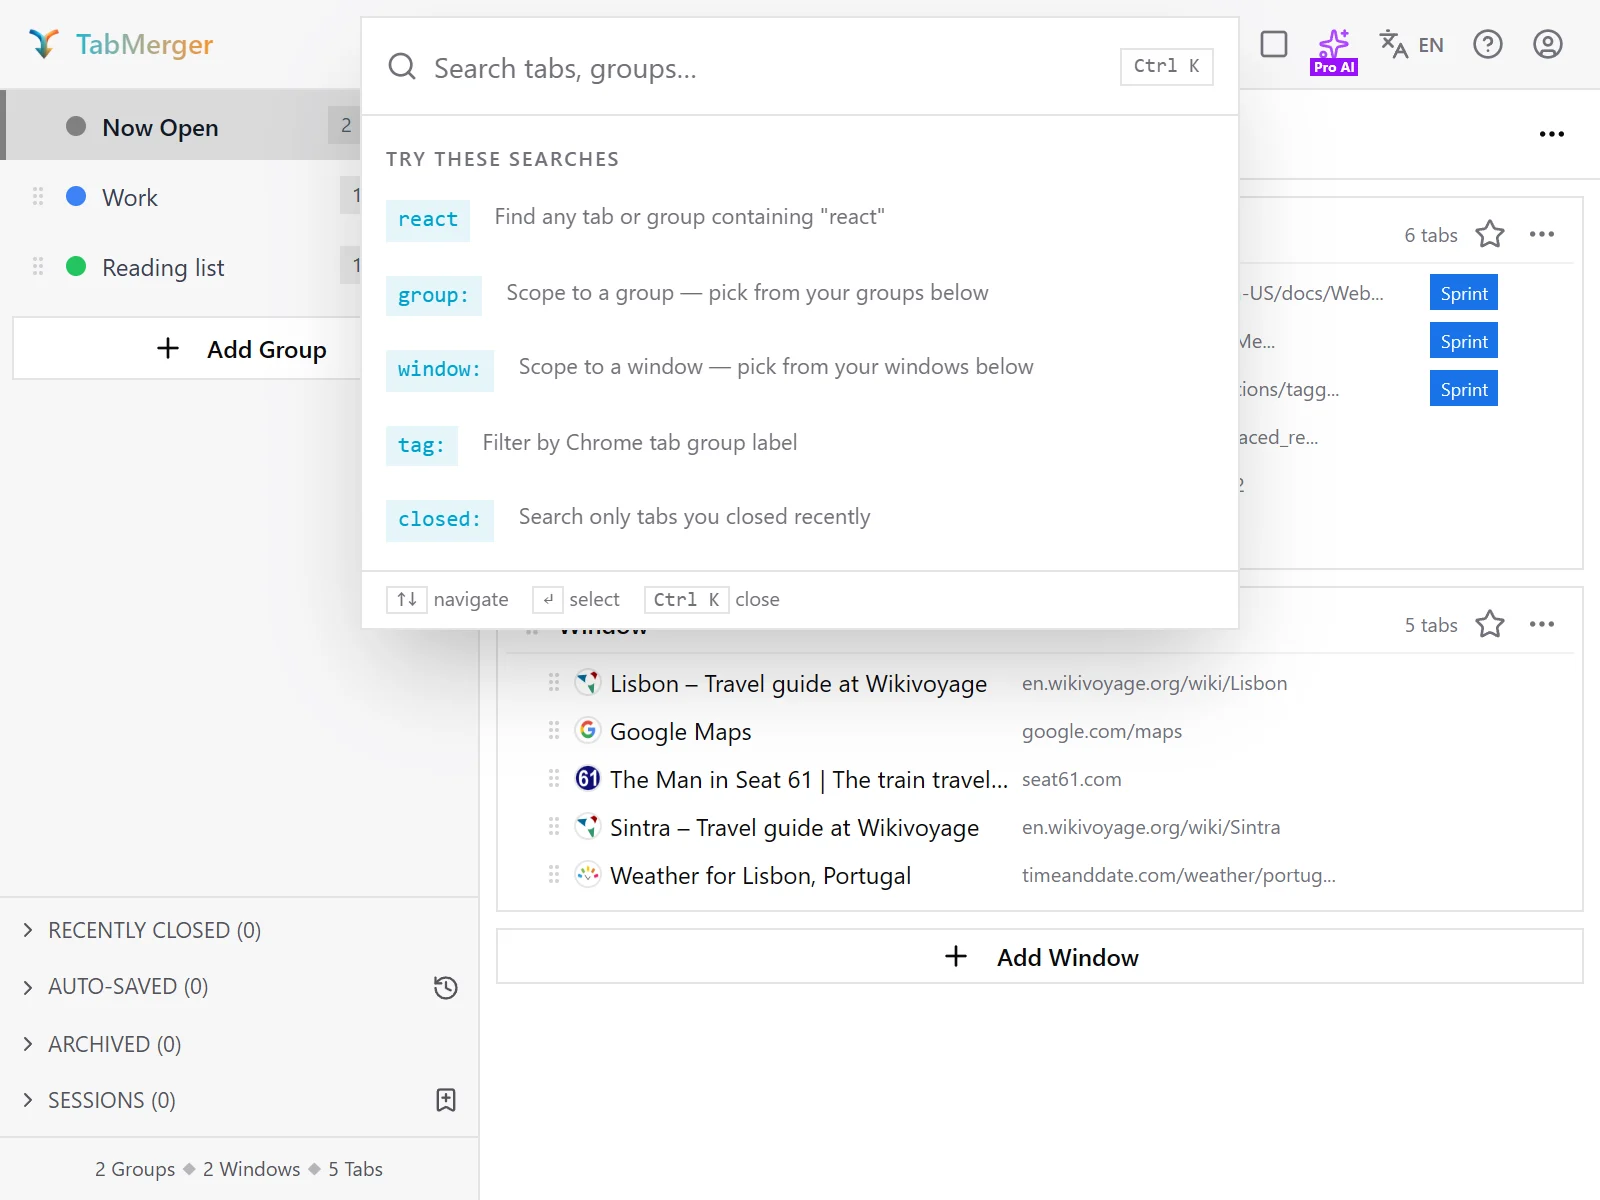 TabMerger
Search tabs, groups...
Ctrl K
Pro AI
EN
Now Open
2
Work
1
Reading list
1
Add Group
TRY THESE SEARCHES
react
Find any tab or group containing "react"
group:
Scope to a group — pick from your groups below
window:
Scope to a window — pick from your windows below
tag:
Filter by Chrome tab group label
closed:
Search only tabs you closed recently
↑↓ navigate
↵ select
Ctrl K close
6 tabs
-US/docs/Web...
Sprint
Me...
Sprint
ions/tagg...
Sprint
aced_re...
2
Window
5 tabs
Lisbon – Travel guide at Wikivoyage
en.wikivoyage.org/wiki/Lisbon
Google Maps
google.com/maps
61
The Man in Seat 61 | The train travel...
seat61.com
Sintra – Travel guide at Wikivoyage
en.wikivoyage.org/wiki/Sintra
Weather for Lisbon, Portugal
timeanddate.com/weather/portug...
Add Window
RECENTLY CLOSED (0)
AUTO-SAVED (0)
ARCHIVED (0)
SESSIONS (0)
2 Groups ◆ 2 Windows ◆ 5 Tabs